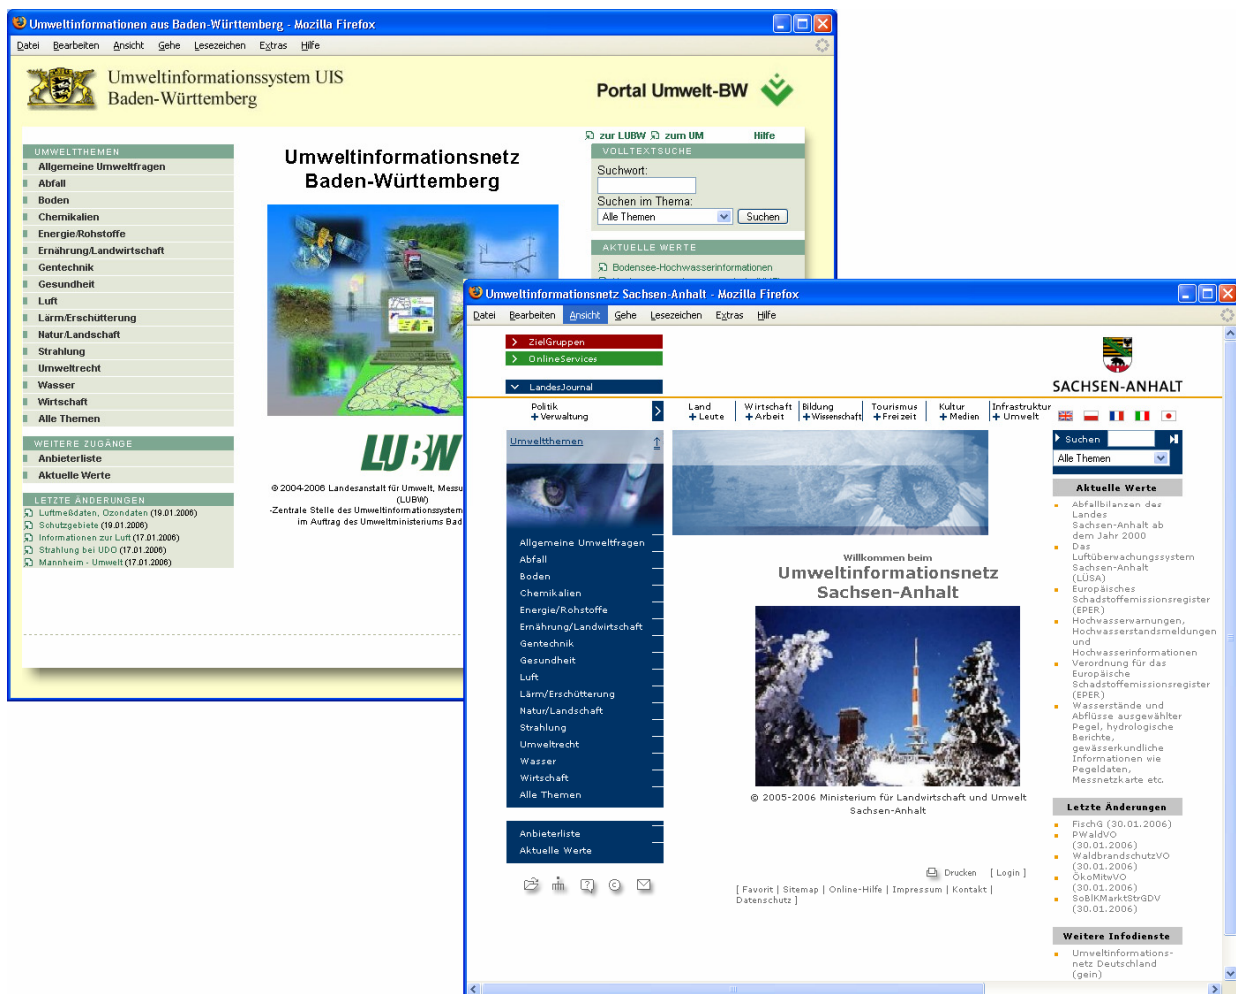 Umweltinformationen aus Baden-Württemberg - Mozilla Firefox
Datei Bearbeiten Ansicht Gehe Lesezeichen Extras Hilfe
Umweltinformationssystem UIS
Baden-Württemberg
Portal Umwelt-BW
zur LUBW zum UM Hilfe
UMWELTTHEMEN
Allgemeine Umweltfragen
Abfall
Boden
Chemikalien
Energie/Rohstoffe
Ernährung/Landwirtschaft
Gentechnik
Gesundheit
Luft
Lärm/Erschütterung
Natur/Landschaft
Strahlung
Umweltrecht
Wasser
Wirtschaft
Alle Themen
WEITERE ZUGÄNGE
Anbieterliste
Aktuelle Werte
LETZTE ÄNDERUNGEN
Luftmeßdaten, Ozondaten (19.01.2006)
Schutzgebiete (19.01.2006)
Informationen zur Luft (17.01.2006)
Strahlung bei UDO (17.01.2006)
Mannheim - Umwelt (17.01.2006)
Umweltinformationsnetz
Baden-Württemberg
LUBW
© 2004-2006 Landesanstalt für Umwelt, Messu
(LUBW)
-Zentrale Stelle des Umweltinformationssystem
im Auftrag des Umweltministeriums Bad
VOLLTEXTSUCHE
Suchwort:
Suchen im Thema:
Alle Themen Suchen
AKTUELLE WERTE
Bodensee-Hochwasserinformationen
Umweltinformationsnetz Sachsen-Anhalt - Mozilla Firefox
Datei Bearbeiten Ansicht Gehe Lesezeichen Extras Hilfe
ZielGruppen
OnlineServices
LandesJournal
SACHSEN-ANHALT
Politik
+Verwaltung
Land
+Leute
Wirtschaft
+Arbeit
Bildung
+Wissenschaft
Tourismus
+Freizeit
Kultur
+Medien
Infrastruktur
+Umwelt
Umweltthemen
Allgemeine Umweltfragen
Abfall
Boden
Chemikalien
Energie/Rohstoffe
Ernährung/Landwirtschaft
Gentechnik
Gesundheit
Luft
Lärm/Erschütterung
Natur/Landschaft
Strahlung
Umweltrecht
Wasser
Wirtschaft
Alle Themen
Anbieterliste
Aktuelle Werte
Willkommen beim
Umweltinformationsnetz
Sachsen-Anhalt
© 2005-2006 Ministerium für Landwirtschaft und Umwelt
Sachsen-Anhalt
Drucken [ Login ]
[ Favorit | Sitemap | Online-Hilfe | Impressum | Kontakt |
Datenschutz ]
Suchen
Alle Themen
Aktuelle Werte
Abfallbilanzen des
Landes
Sachsen-Anhalt ab
dem Jahr 2000
Das
Luftüberwachungssystem
Sachsen-Anhalt
(LÜSA)
Europäisches
Schadstoffemissionsregister
(EPER)
Hochwasserwarnungen,
Hochwasserstandsmeldungen
und
Hochwasserinformationen
Verordnung für das
Europäische
Schadstoffemissionsregister
(EPER)
Wasserstände und
Abflüsse ausgewählter
Pegel, hydrologische
Berichte,
gewässerkundliche
Informationen wie
Pegeldaten,
Messnetzkarte etc.
Letzte Änderungen
FischG (30.01.2006)
PWaldVO
(30.01.2006)
WaldbrandschutzVO
(30.01.2006)
ÖkoMitwVO
(30.01.2006)
SoBlKMarktStrGDV
(30.01.2006)
Weitere Infodienste
Umweltinformations-
netz Deutschland
(gein)